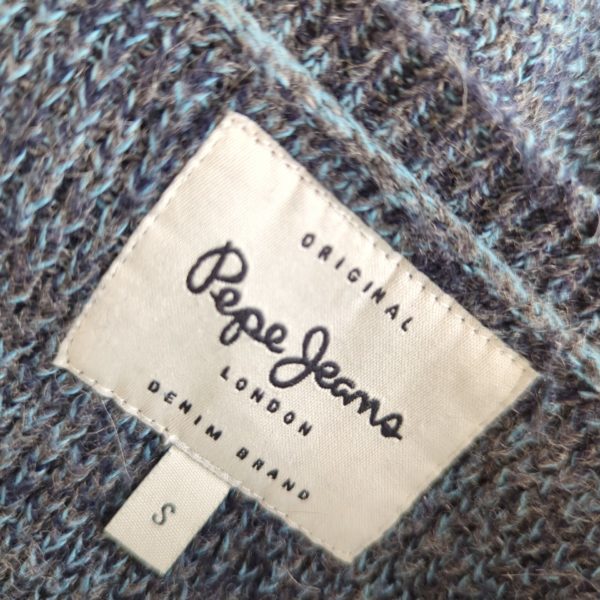 ORIGINAL
Pepe Jeans
LONDON
DENIM BRAND
S